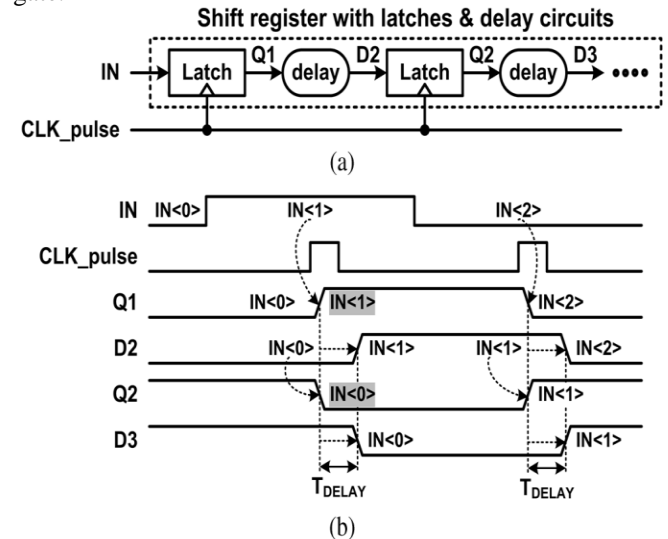 Shift register with latches & delay circuits
IN Latch Q1 delay D2 Latch Q2 delay D3 ••••
CLK_pulse
(a)
IN IN<0> IN<1> IN<2>
CLK_pulse
Q1 IN<0> IN<1> IN<2>
D2 IN<0> IN<1> IN<1> IN<2>
Q2 IN<0> IN<1>
D3 IN<0> IN<1>
TDELAY TDELAY
(b)